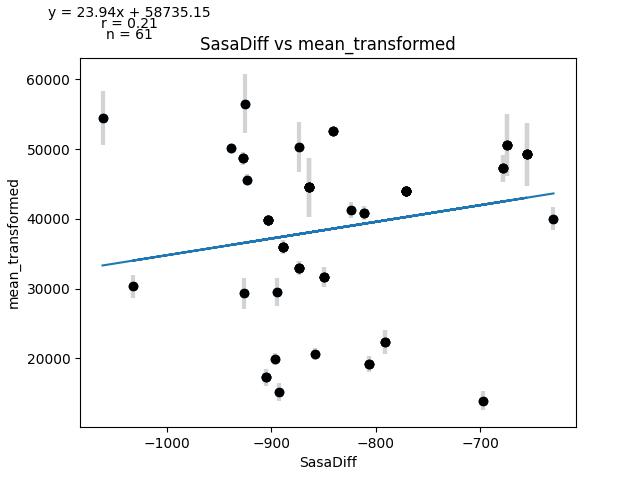 y = 23.94x + 58735.15
r = 0.21
n = 61
SasaDiff vs mean_transformed
60000
50000
40000
30000
20000
mean_transformed
−1000
−900
−800
−700
SasaDiff